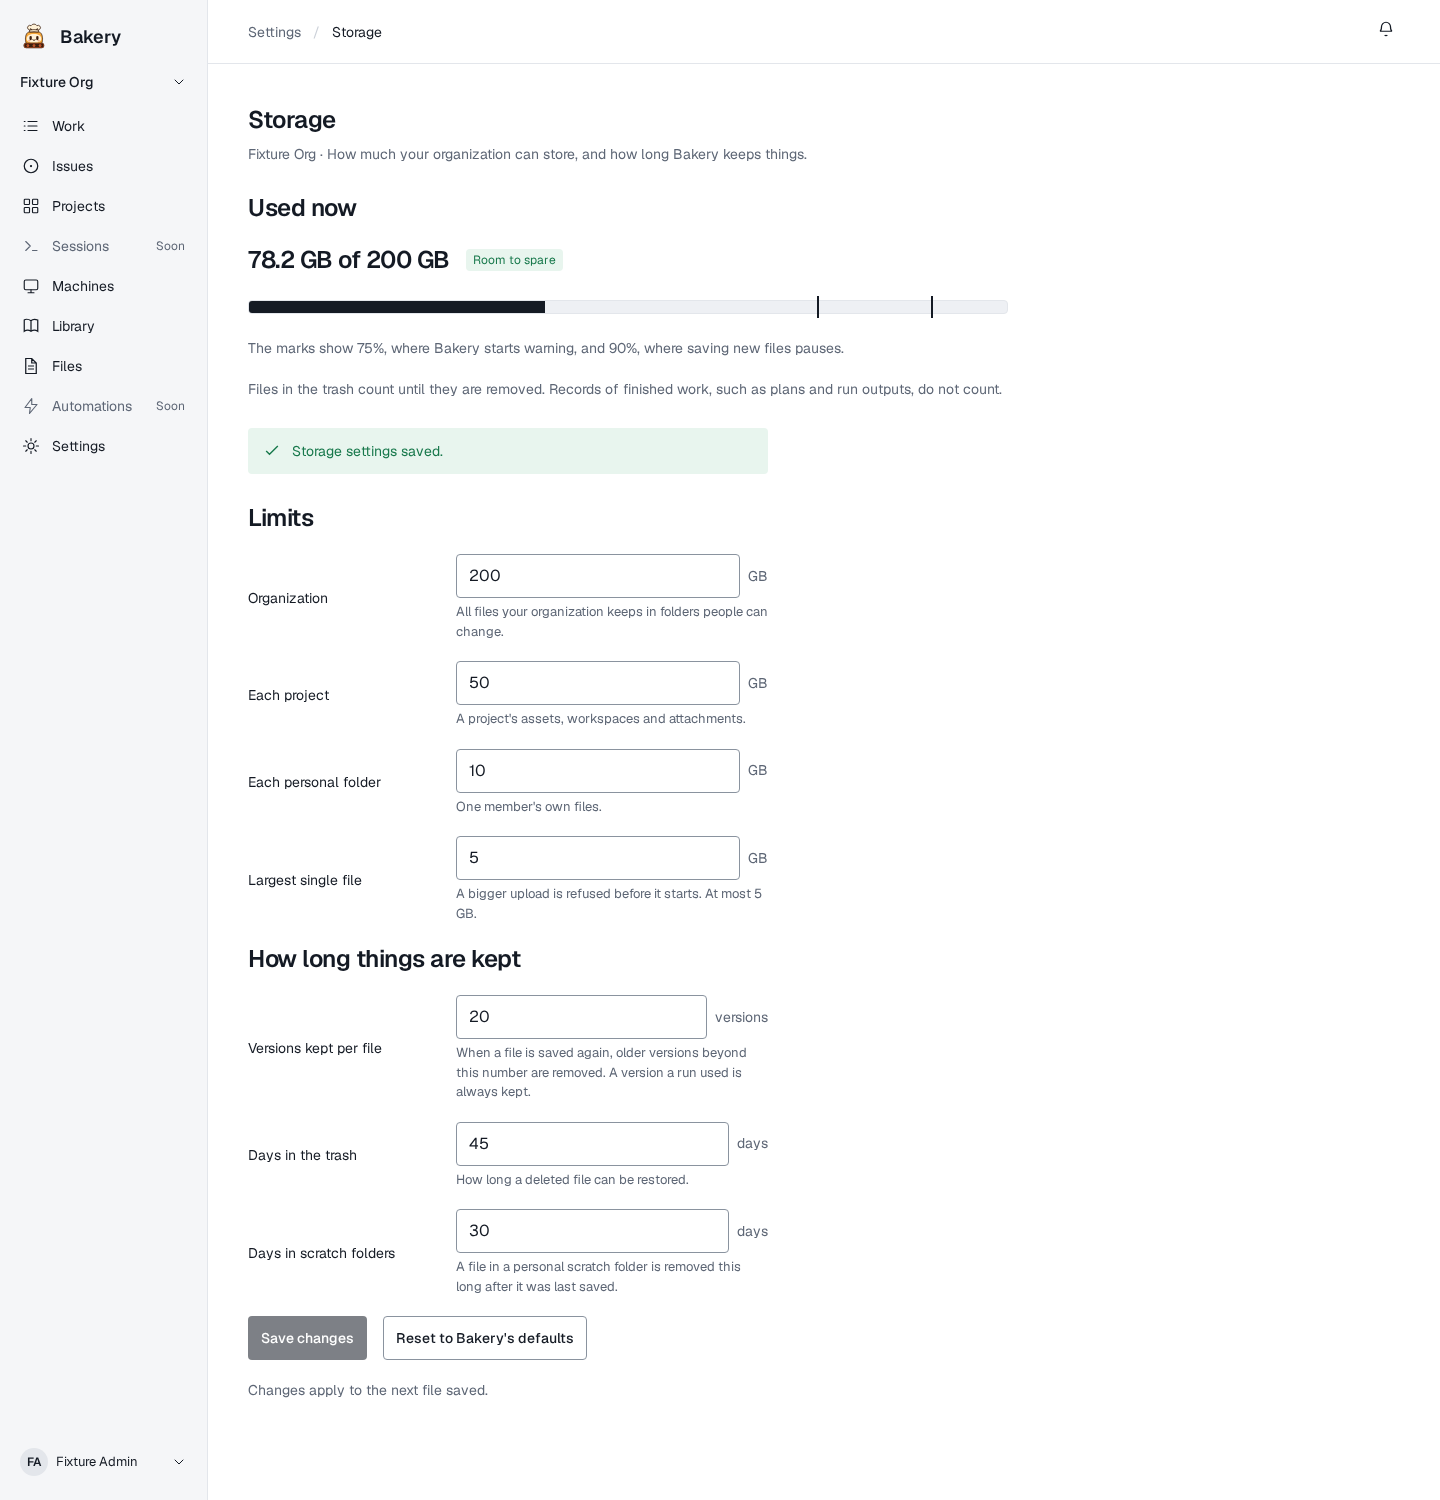 Bakery
Fixture Org
Work
Issues
Projects
Sessions Soon
Machines
Library
Files
Automations Soon
Settings
FA Fixture Admin
Settings / Storage
Storage
Fixture Org · How much your organization can store, and how long Bakery keeps things.
Used now
78.2 GB of 200 GB Room to spare
The marks show 75%, where Bakery starts warning, and 90%, where saving new files pauses.
Files in the trash count until they are removed. Records of finished work, such as plans and run outputs, do not count.
Storage settings saved.
Limits
Organization
200 GB
All files your organization keeps in folders people can
change.
Each project
50 GB
A project's assets, workspaces and attachments.
Each personal folder
10 GB
One member's own files.
Largest single file
5 GB
A bigger upload is refused before it starts. At most 5
GB.
How long things are kept
Versions kept per file
20 versions
When a file is saved again, older versions beyond
this number are removed. A version a run used is
always kept.
Days in the trash
45 days
How long a deleted file can be restored.
Days in scratch folders
30 days
A file in a personal scratch folder is removed this
long after it was last saved.
Save changes Reset to Bakery's defaults
Changes apply to the next file saved.